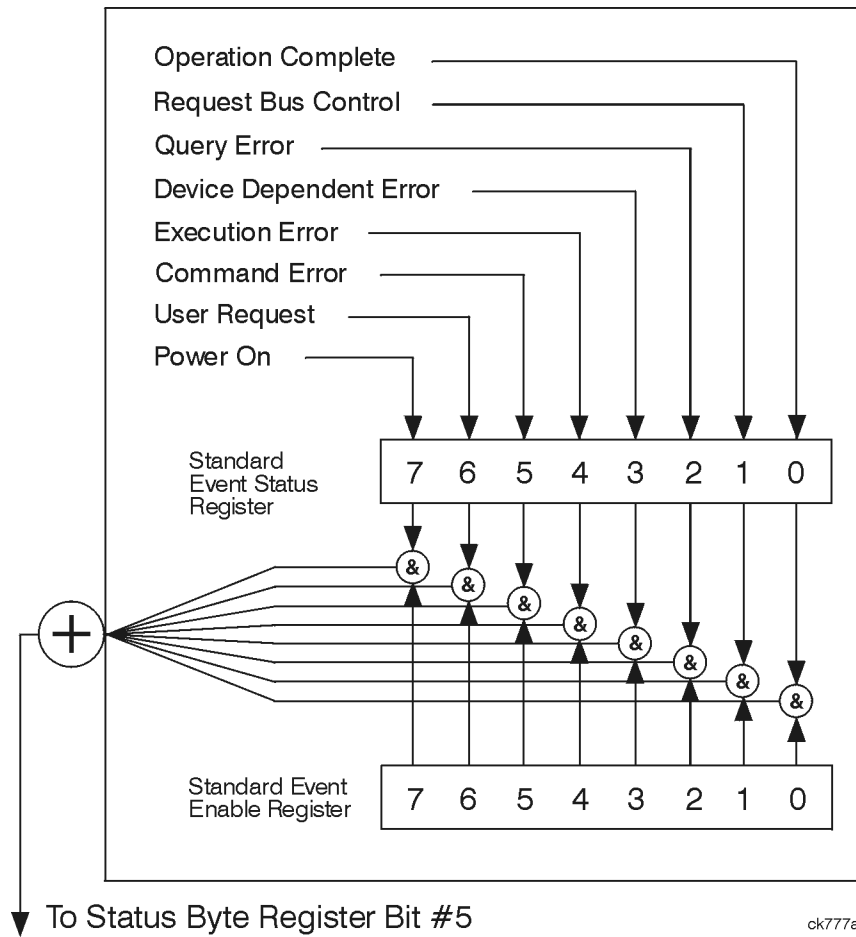 Operation Complete
Request Bus Control
Query Error
Device Dependent Error
Execution Error
Command Error
User Request
Power On
Standard
Event Status
Register
7 6 5 4 3 2 1 0
&
&
&
&
&
&
&
&
+
Standard Event
Enable Register
7 6 5 4 3 2 1 0
To Status Byte Register Bit #5
ck777a